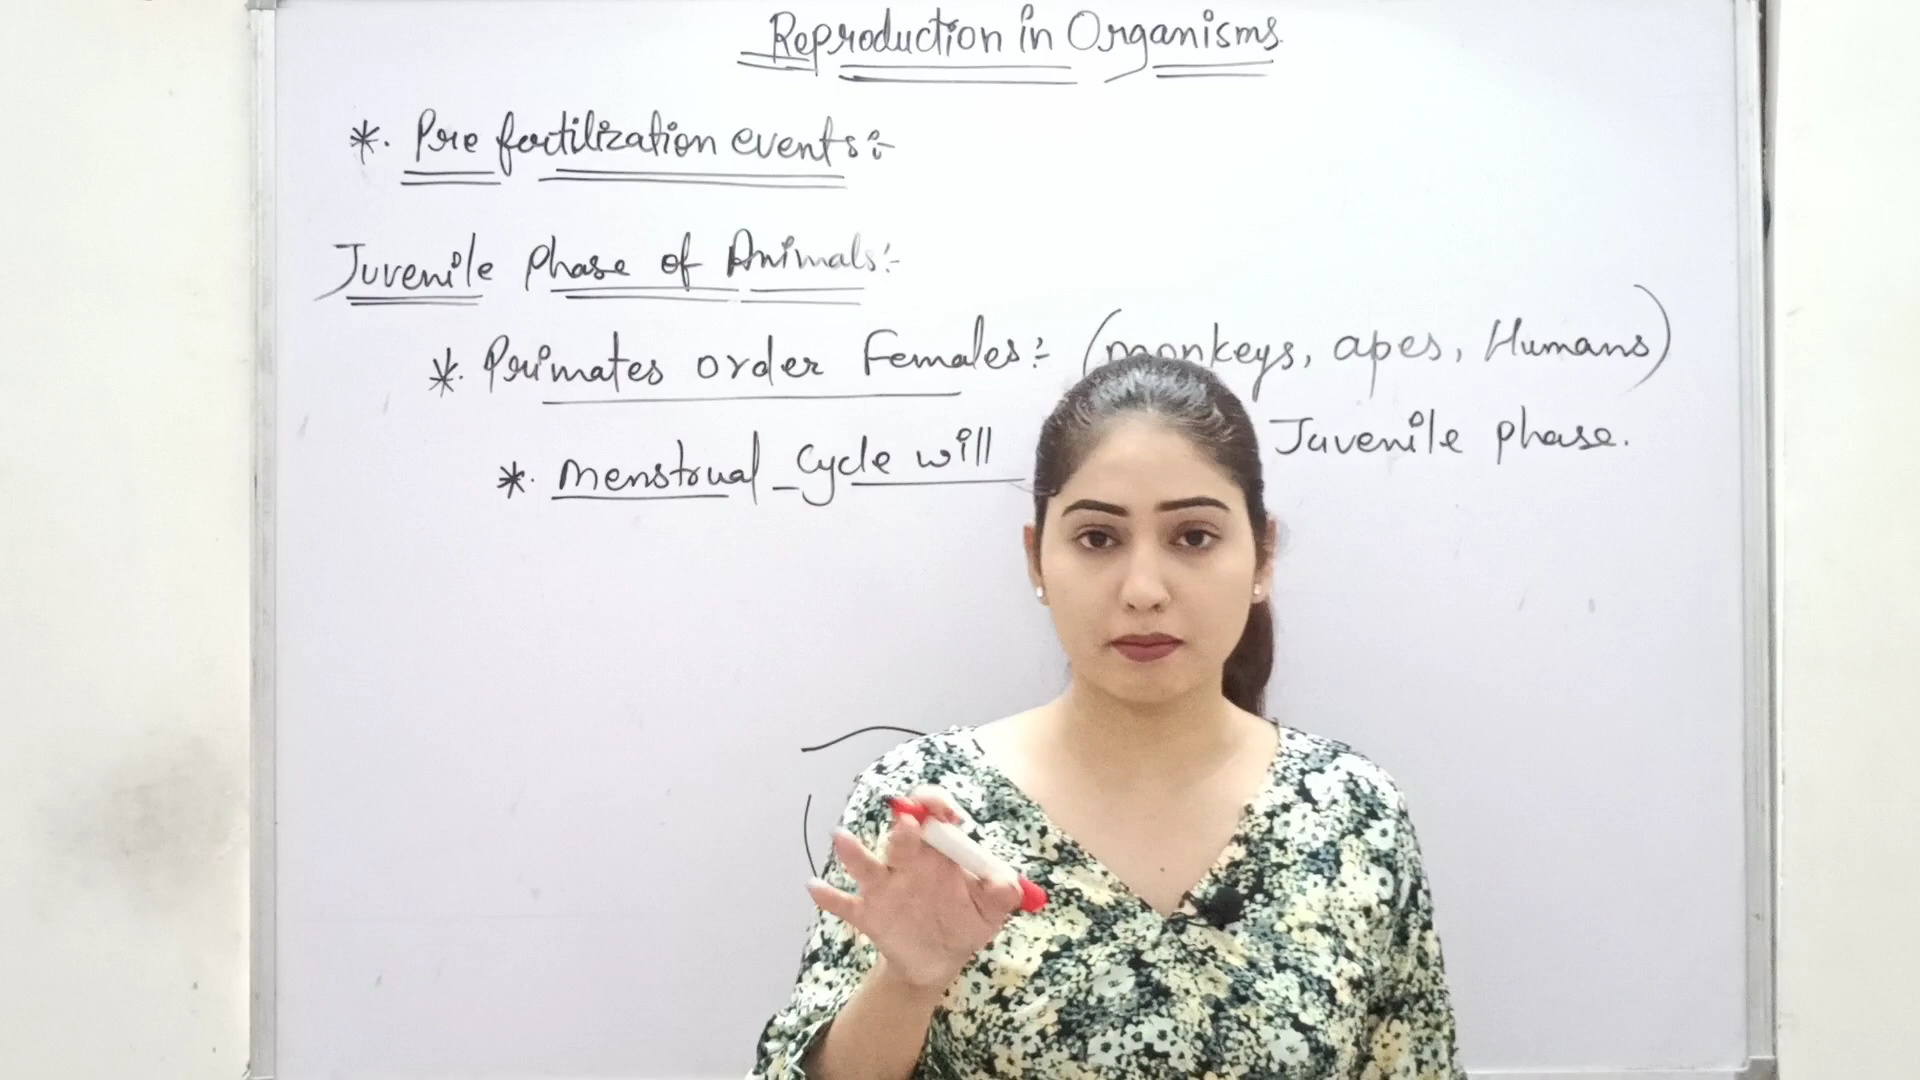 Reproduction in Organisms
*. Pre fertilization events:-
Juvenile Phase of Animals:-
*. Primates order Females:- (monkeys, apes, Humans)
*. menstrual cycle will Juvenile phase.